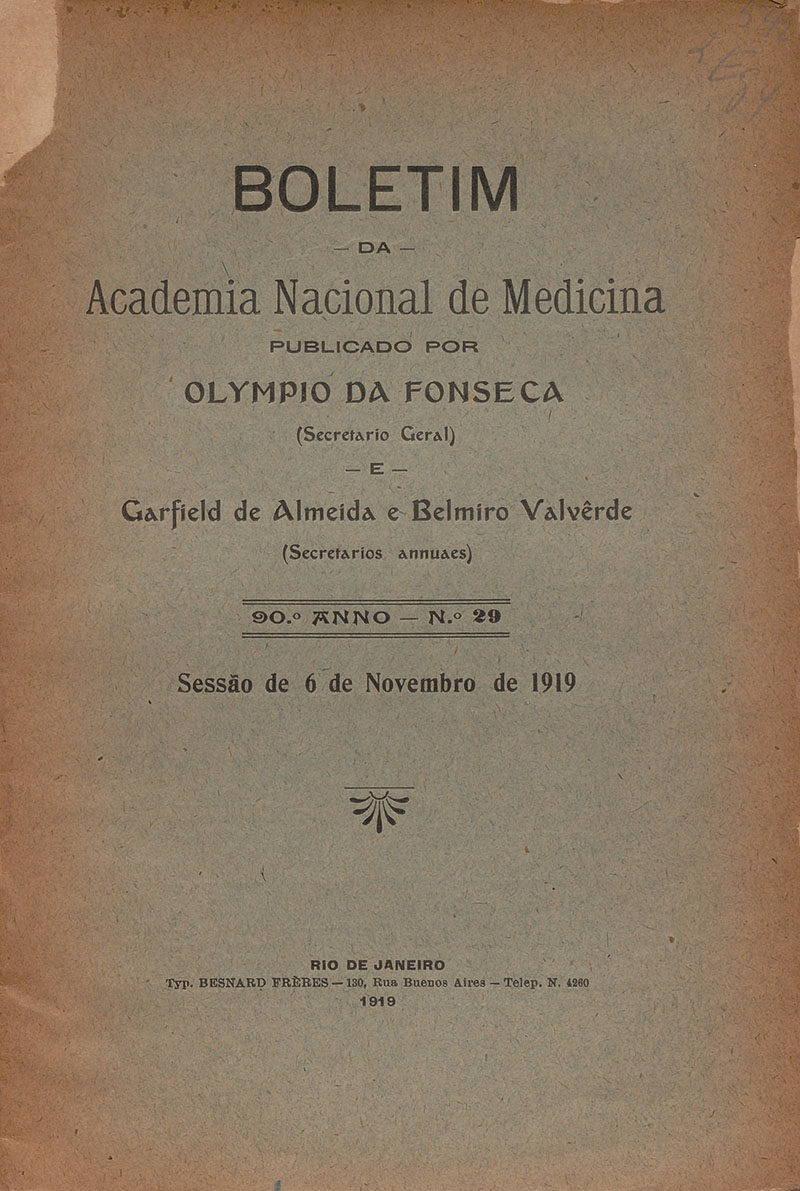 BOLETIM
— DA —
Academia Nacional de Medicina
PUBLICADO POR
OLYMPIO DA FONSECA
(Secretario Geral)
— E —
Garfield de Almeida e Belmiro Valvêrde
(Secretarios annuaes)
90.º ANNO — N.º 29
Sessão de 6 de Novembro de 1919
RIO DE JANEIRO
Typ. BESNARD FRÈRES — 130, Rua Buenos Aires — Telep. N. 4260
1919